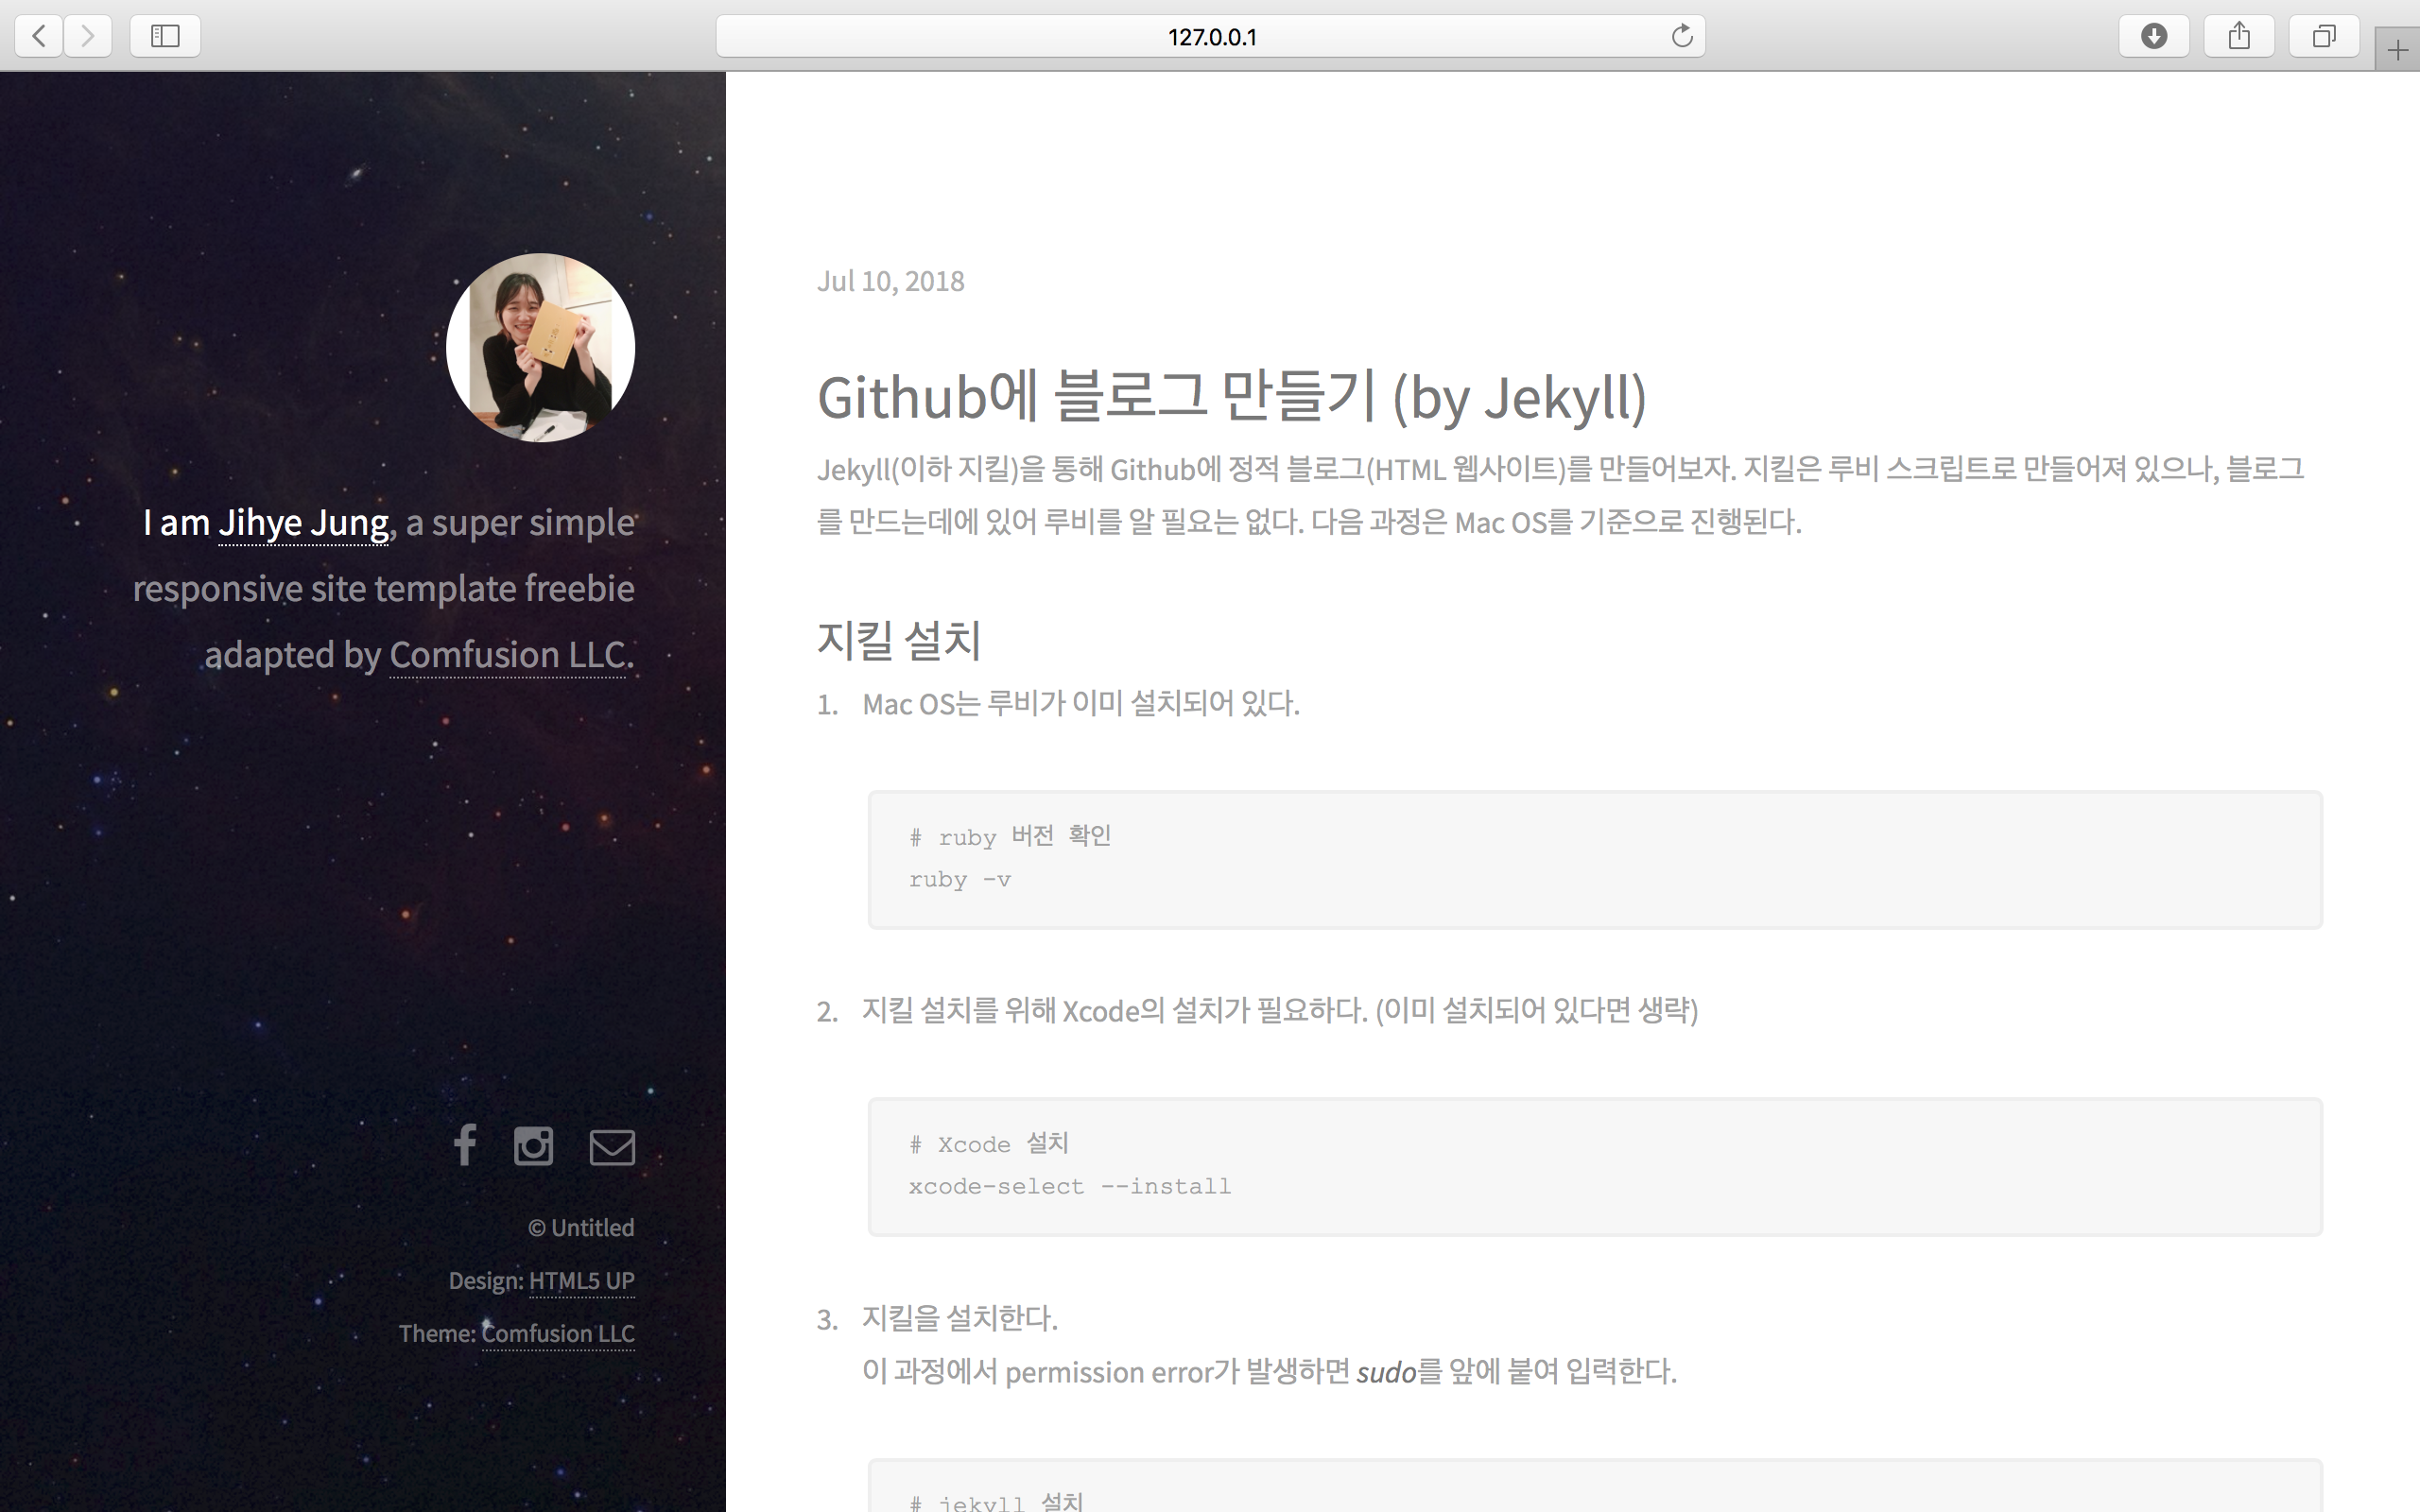 127.0.0.1
I am Jihye Jung, a super simple
responsive site template freebie
adapted by Comfusion LLC.
© Untitled
Design: HTML5 UP
Theme: Comfusion LLC
Jul 10, 2018
Github에 블로그 만들기 (by Jekyll)
Jekyll(이하 지킬)을 통해 Github에 정적 블로그(HTML 웹사이트)를 만들어보자. 지킬은 루비 스크립트로 만들어져 있으나, 블로그
를 만드는데에 있어 루비를 알 필요는 없다. 다음 과정은 Mac OS를 기준으로 진행된다.
지킬 설치
1. Mac OS는 루비가 이미 설치되어 있다.
# ruby 버전 확인
ruby -v
2. 지킬 설치를 위해 Xcode의 설치가 필요하다. (이미 설치되어 있다면 생략)
# Xcode 설치
xcode-select --install
3. 지킬을 설치한다.
이 과정에서 permission error가 발생하면 sudo를 앞에 붙여 입력한다.
# jekyll 설치